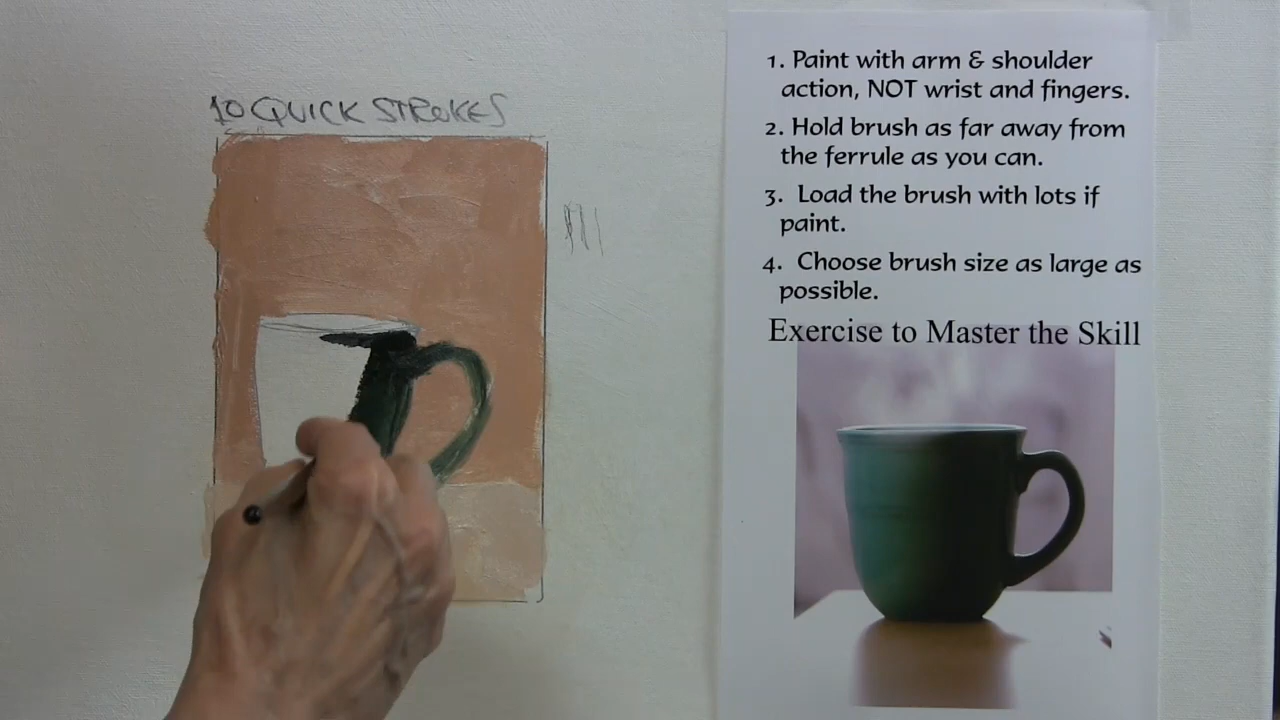 10 QUICK STROKES
1. Paint with arm & shoulder
action, NOT wrist and fingers.
2. Hold brush as far away from
the ferrule as you can.
3. Load the brush with lots if
paint.
4. Choose brush size as large as
possible.
Exercise to Master the Skill